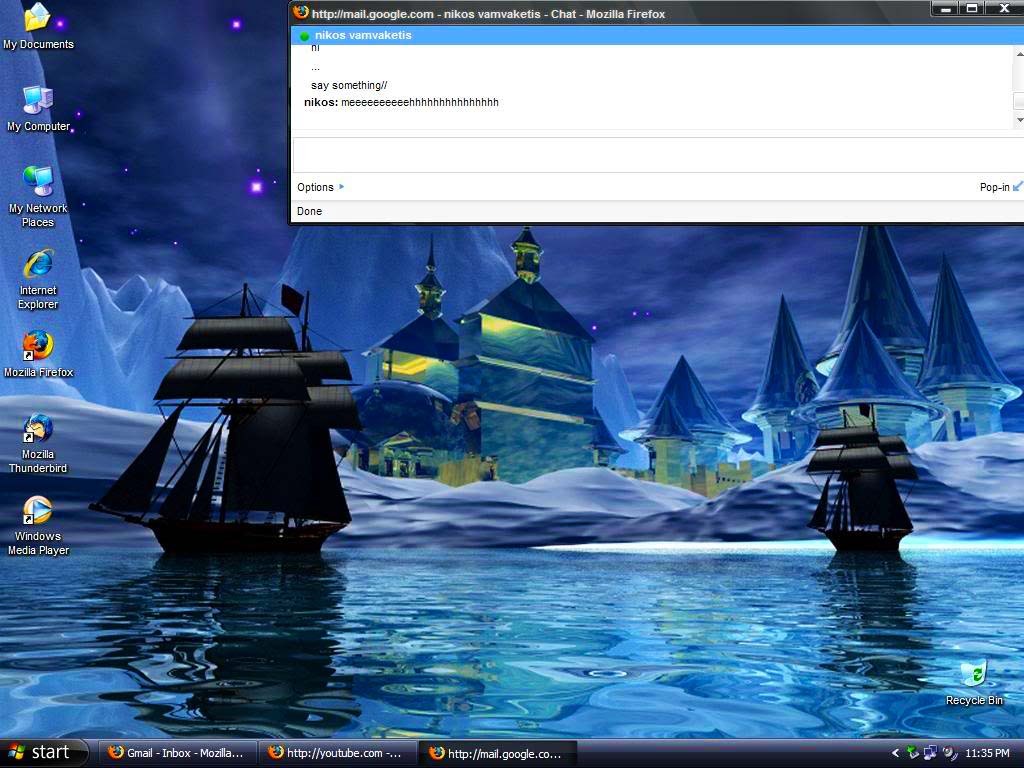 http://mail.google.com - nikos vamvaketis - Chat - Mozilla Firefox
nikos vamvaketis
hi
...
say something//
nikos: meeeeeeeeeehhhhhhhhhhhhhhh
Options
Pop-in
Done
My Documents
My Computer
My Network
Places
Internet
Explorer
Mozilla Firefox
Mozilla
Thunderbird
Windows
Media Player
Recycle Bin
start
Gmail - Inbox - Mozilla...
http://youtube.com -...
http://mail.google.co...
11:35 PM